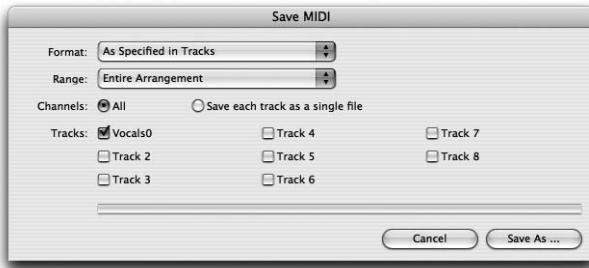 Save MIDI
Format: As Specified in Tracks
Range: Entire Arrangement
Channels: All Save each track as a single file
Tracks: Vocals0 Track 4 Track 7
Track 2 Track 5 Track 8
Track 3 Track 6
Cancel Save As ...